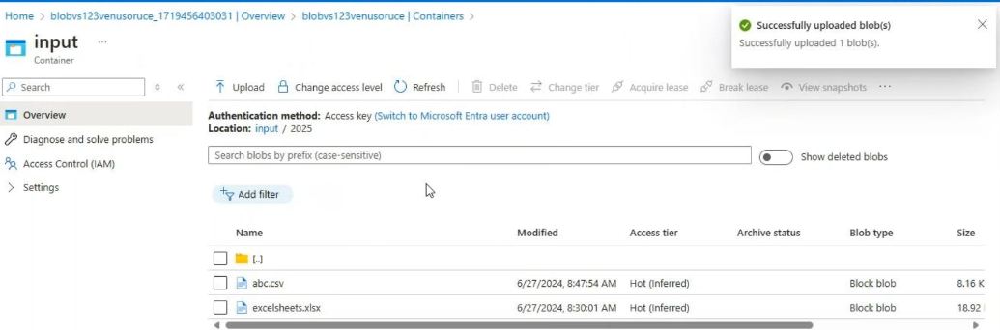 Home > blobvs123venusoruce_1719456403031 | Overview > blobvs123venusoruce | Containers >
input ...
Container
Successfully uploaded blob(s)
Successfully uploaded 1 blob(s).
Search
Overview
Diagnose and solve problems
Access Control (IAM)
Settings
Upload Change access level Refresh Delete Change tier Acquire lease Break lease View snapshots ...
Authentication method: Access key (Switch to Microsoft Entra user account)
Location: input / 2025
Search blobs by prefix (case-sensitive)
Show deleted blobs
Add filter
Name Modified Access tier Archive status Blob type Size
[..]
abc.csv 6/27/2024, 8:47:54 AM Hot (Inferred) Block blob 8.16 K
excelsheets.xlsx 6/27/2024, 8:30:01 AM Hot (Inferred) Block blob 18.92